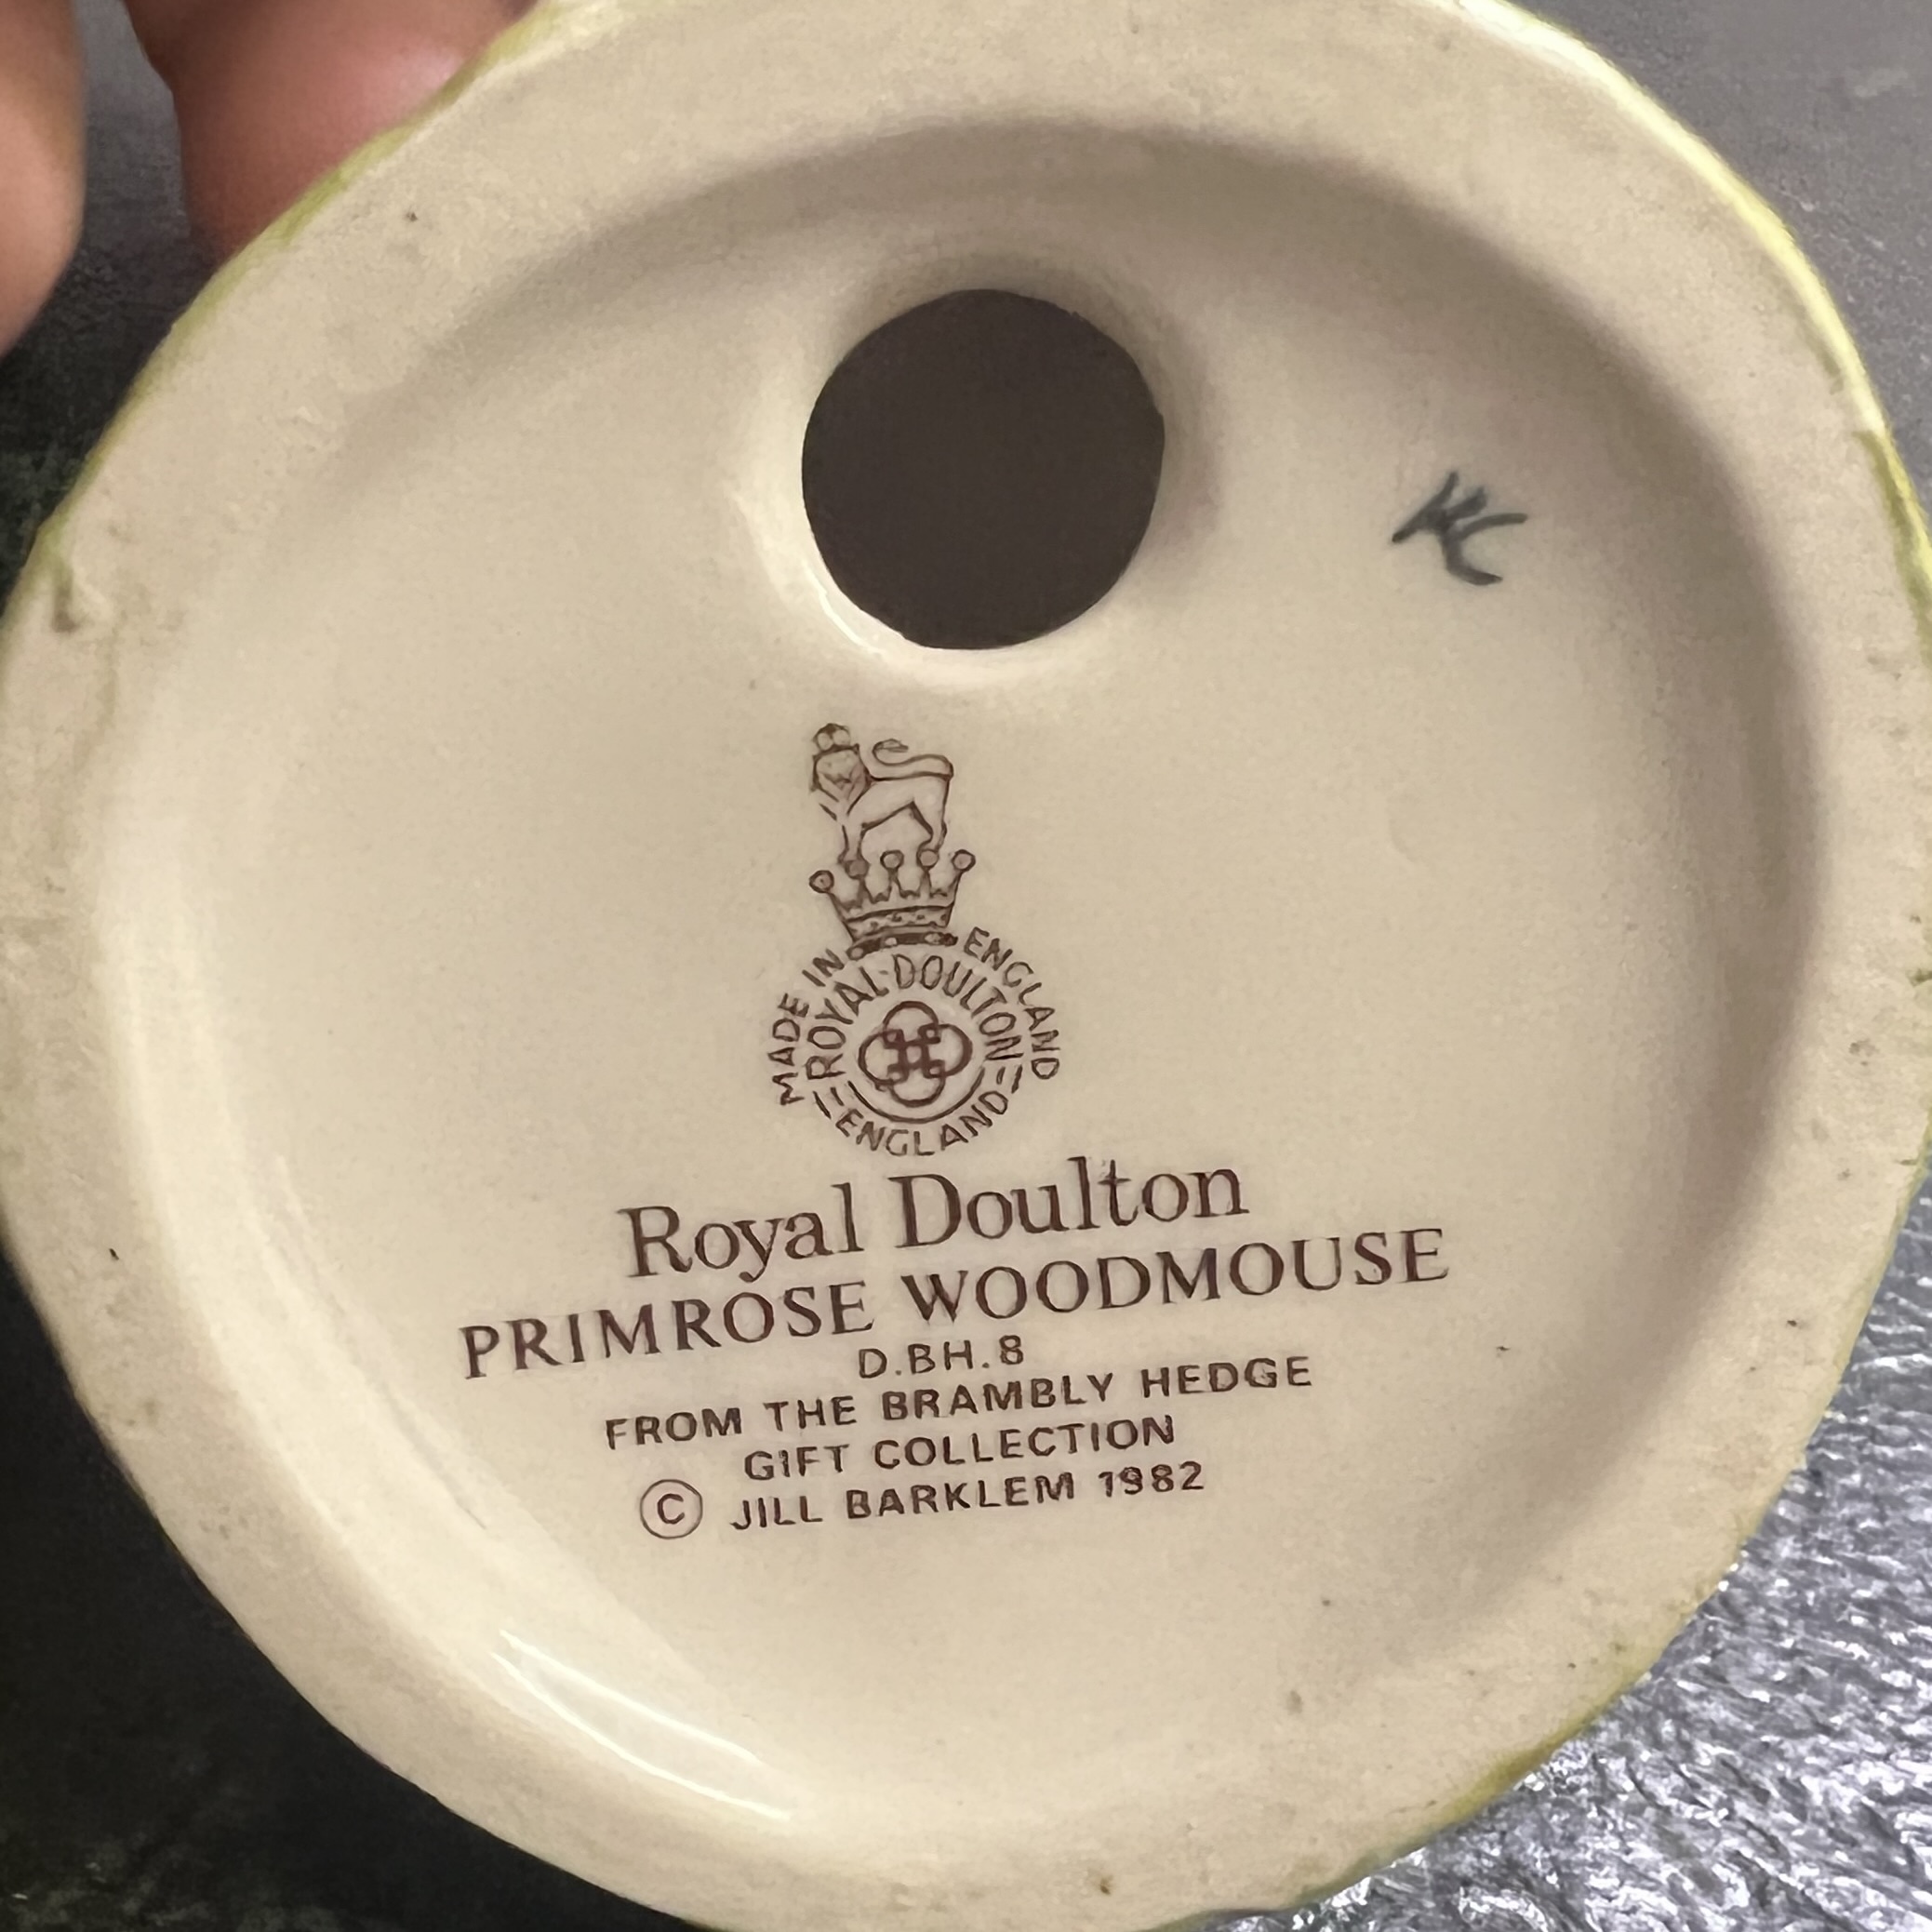 MADE IN ENGLAND
ROYAL·DOULTON
ENGLAND
Royal Doulton
PRIMROSE WOODMOUSE
D.BH.8
FROM THE BRAMBLY HEDGE
GIFT COLLECTION
© JILL BARKLEM 1982